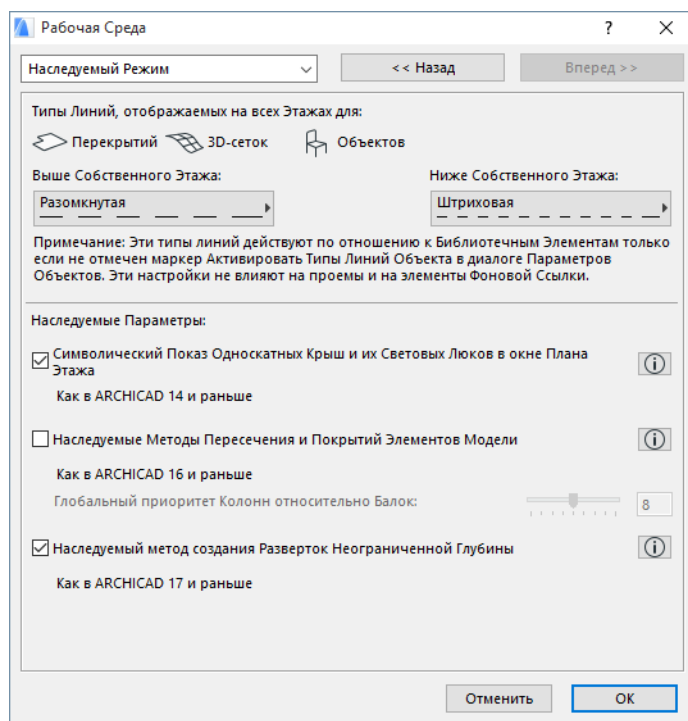 Рабочая Среда
?
Наследуемый Режим
<< Назад
Вперед >>
Типы Линий, отображаемых на всех Этажах для:
Перекрытий
3D-сеток
Объектов
Выше Собственного Этажа:
Ниже Собственного Этажа:
Разомкнутая
Штриховая
Примечание: Эти типы линий действуют по отношению к Библиотечным Элементам только
если не отмечен маркер Активировать Типы Линий Объекта в диалоге Параметров
Объектов. Эти настройки не влияют на проемы и на элементы Фоновой Ссылки.
Наследуемые Параметры:
Символический Показ Односкатных Крыш и их Световых Люков в окне Плана
Этажа
Как в ARCHICAD 14 и раньше
Наследуемые Методы Пересечения и Покрытий Элементов Модели
Как в ARCHICAD 16 и раньше
Глобальный приоритет Колонн относительно Балок:
8
Наследуемый метод создания Разверток Неограниченной Глубины
Как в ARCHICAD 17 и раньше
Отменить
OK